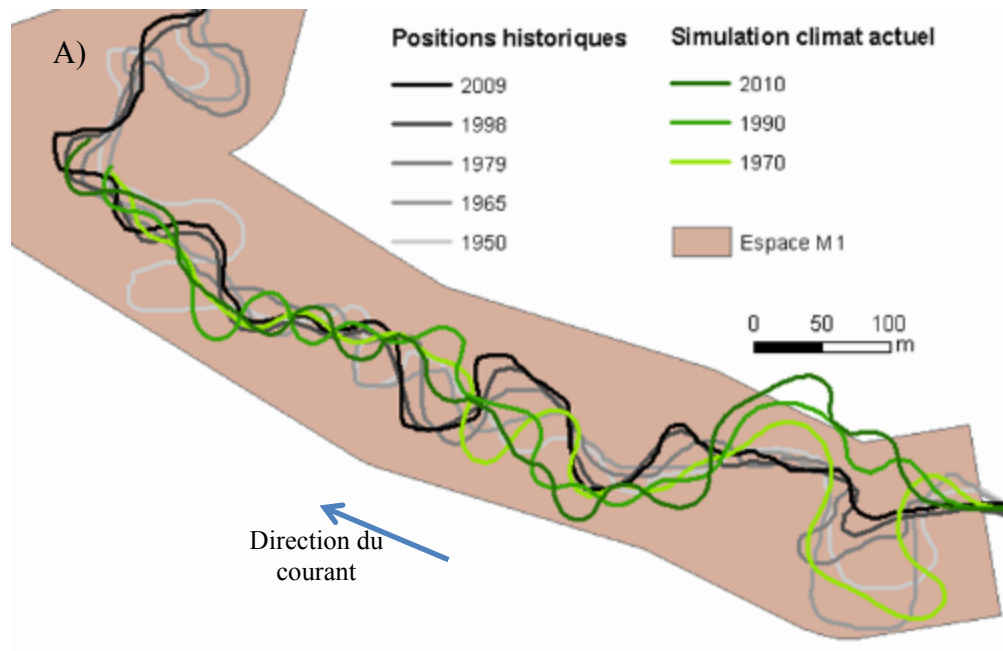 A)
Positions historiques
2009
1998
1979
1965
1950
Simulation climat actuel
2010
1990
1970
Espace M1
0 50 100
m
Direction du
courant